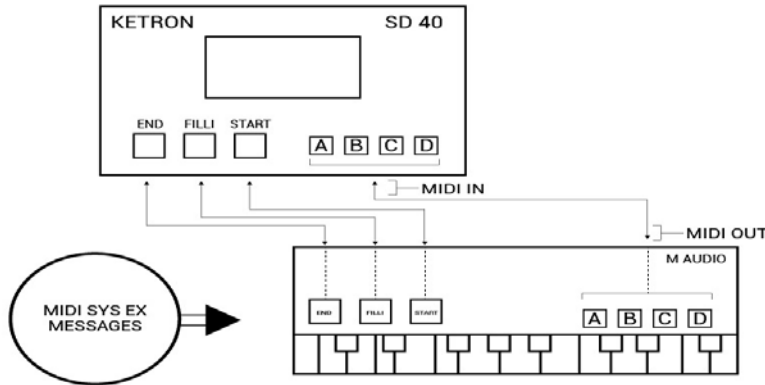 KETRON SD 40
END FILLI START
A B C D
MIDI IN
MIDI OUT
M AUDIO
MIDI SYS EX
MESSAGES
END FILLI START
A B C D